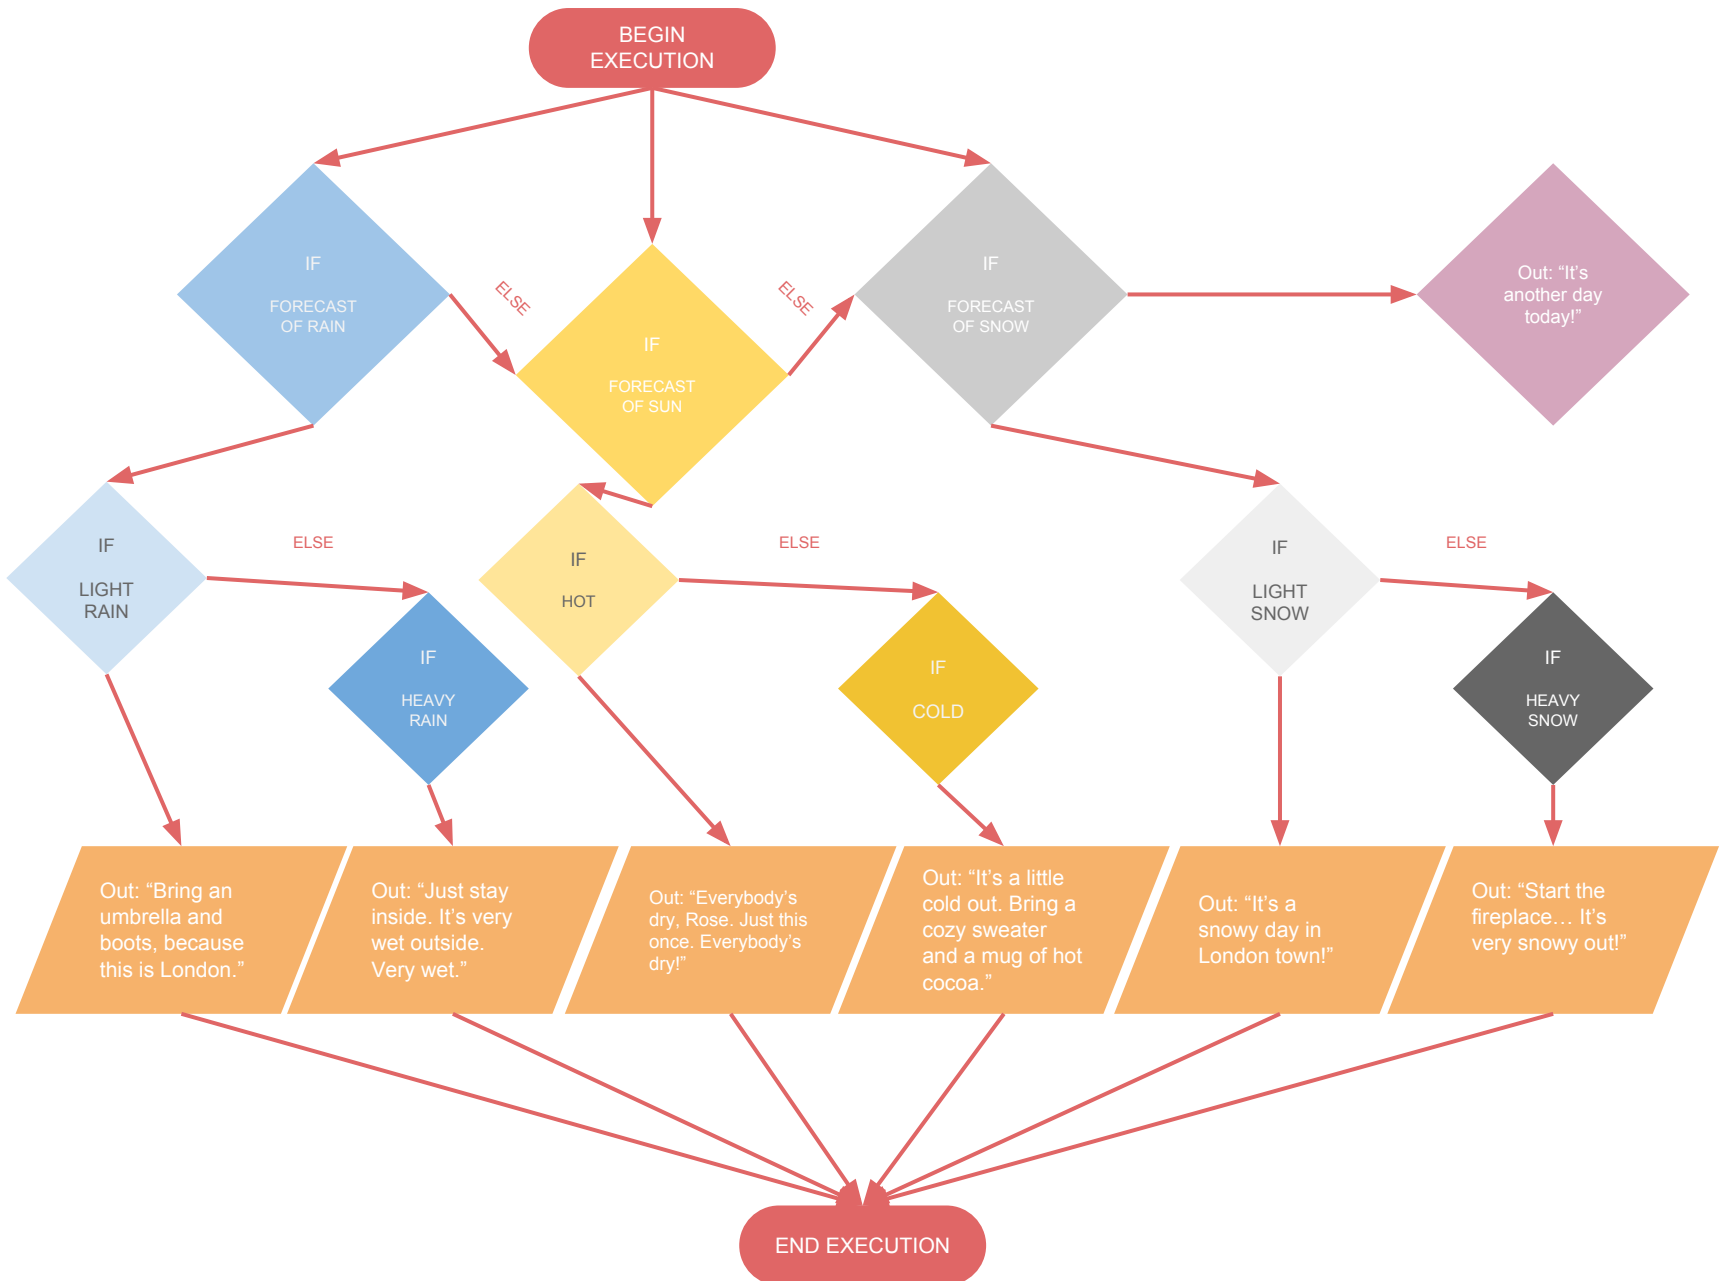 BEGIN
EXECUTION
IF
FORECAST
OF RAIN
ELSE
IF
FORECAST
OF SUN
ELSE
IF
FORECAST
OF SNOW
Out: “It’s
another day
today!”
IF
LIGHT
RAIN
ELSE
IF
HEAVY
RAIN
IF
HOT
ELSE
IF
COLD
IF
LIGHT
SNOW
ELSE
IF
HEAVY
SNOW
Out: “Bring an
umbrella and
boots, because
this is London.”
Out: “Just stay
inside. It’s very
wet outside.
Very wet.”
Out: “Everybody’s
dry, Rose. Just this
once. Everybody’s
dry!”
Out: “It’s a little
cold out. Bring a
cozy sweater
and a mug of hot
cocoa.”
Out: “It’s a
snowy day in
London town!”
Out: “Start the
fireplace… It’s
very snowy out!”
END EXECUTION